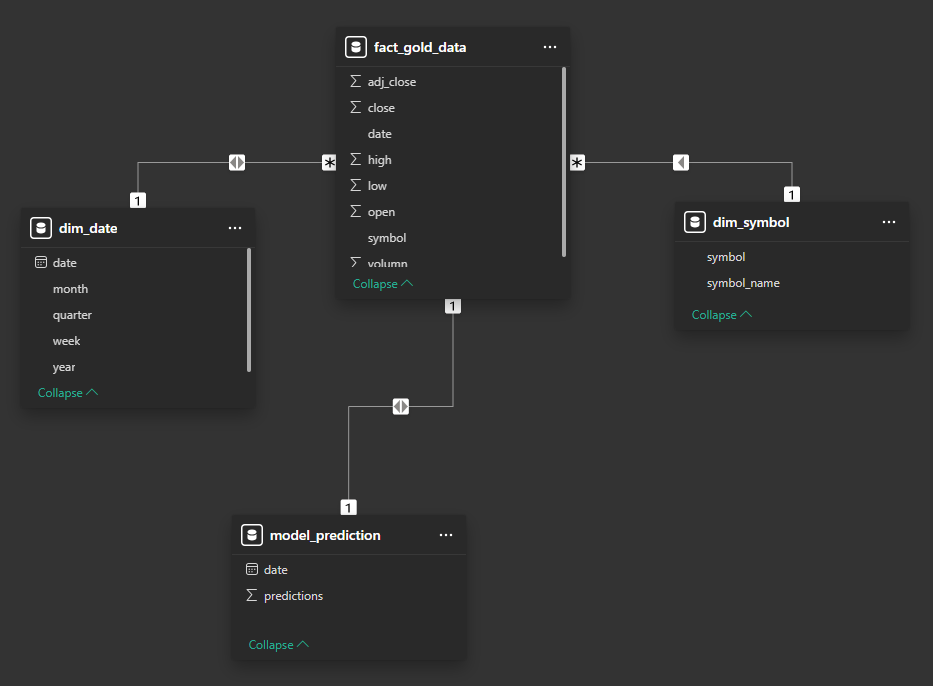 fact_gold_data
...
adj_close
close
date
high
low
open
symbol
volumn
Collapse
*
*
1
1
1
1
dim_date
...
date
month
quarter
week
year
Collapse
dim_symbol
...
symbol
symbol_name
Collapse
model_prediction
...
date
predictions
Collapse